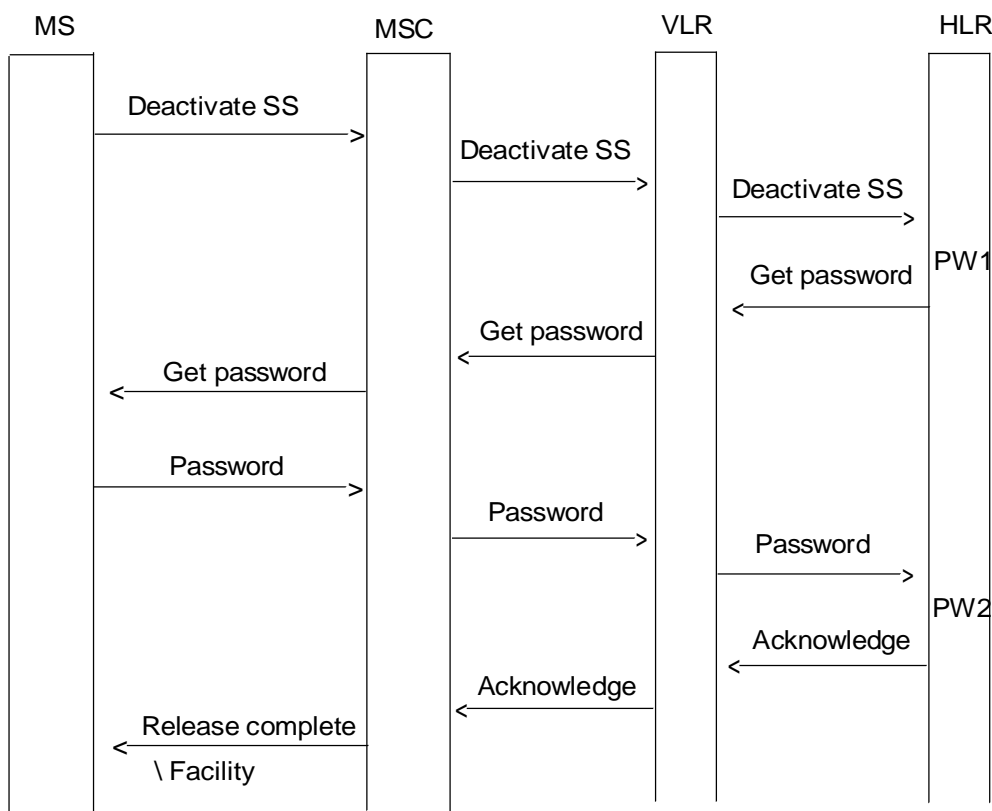 MS
MSC
VLR
HLR
Deactivate SS
Deactivate SS
Deactivate SS
PW1
Get password
Get password
Get password
Password
Password
Password
PW2
Acknowledge
Acknowledge
Release complete
\ Facility